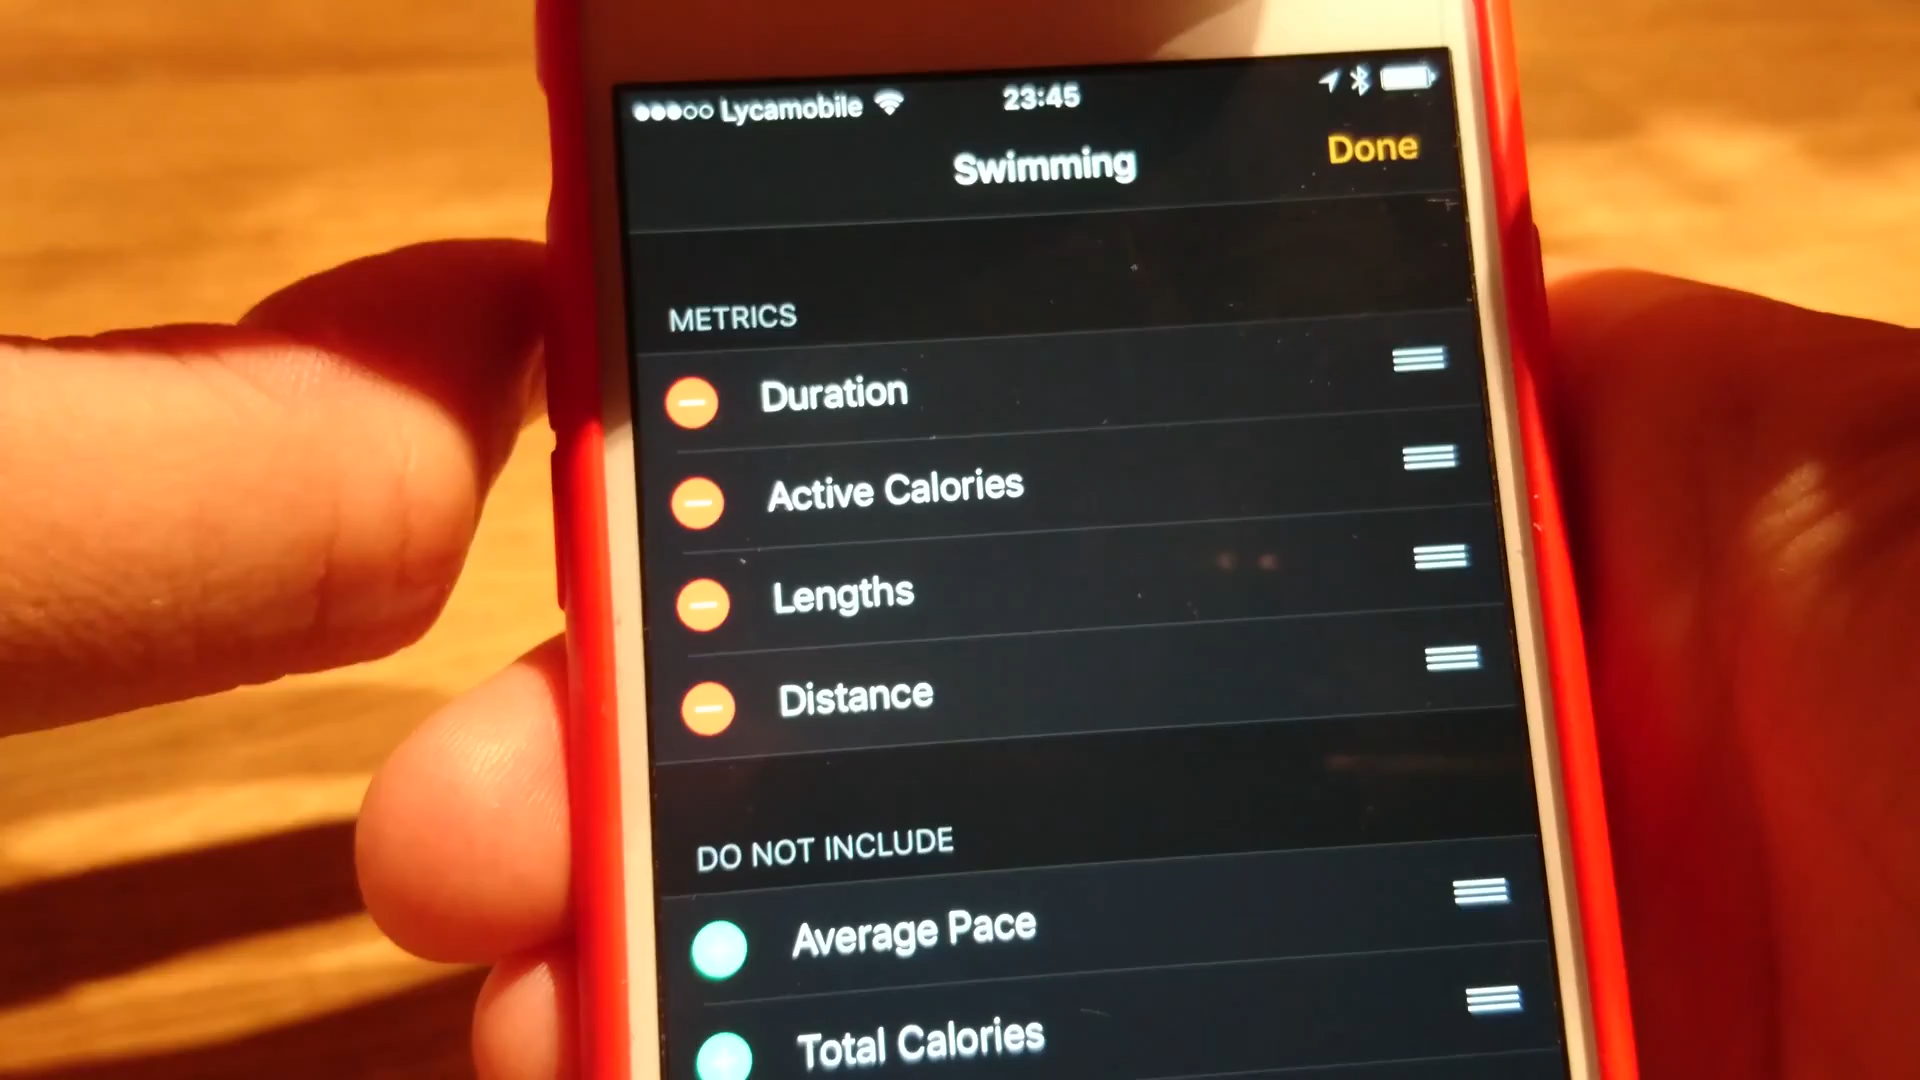 Lycamobile 23:45
Swimming Done
METRICS
Duration
Active Calories
Lengths
Distance
DO NOT INCLUDE
Average Pace
Total Calories